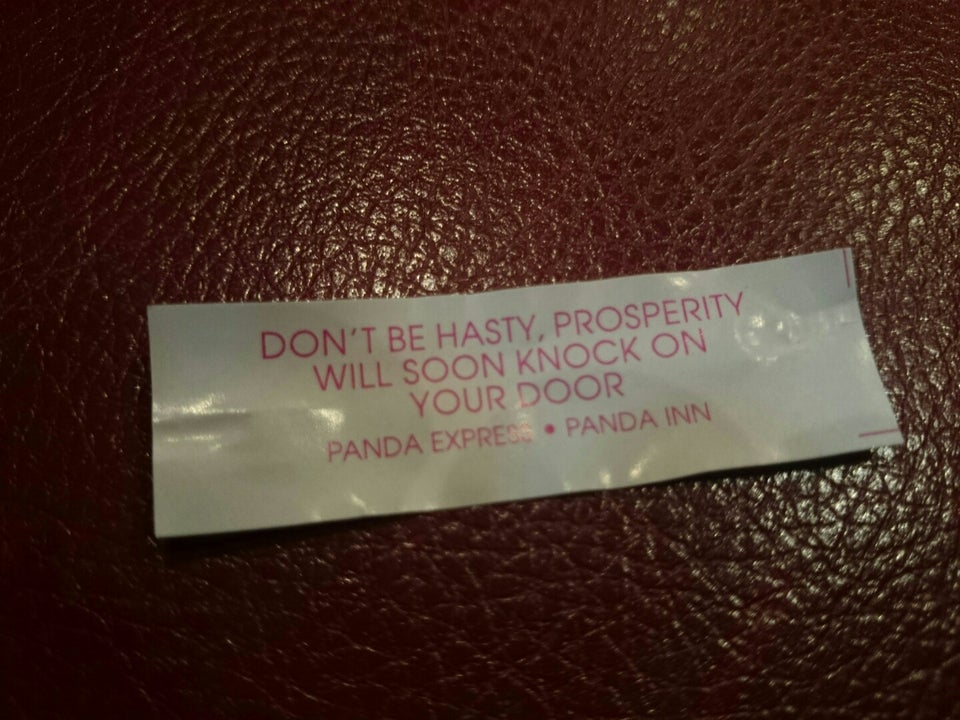 DON'T BE HASTY, PROSPERITY
WILL SOON KNOCK ON
YOUR DOOR
PANDA EXPRESS • PANDA INN